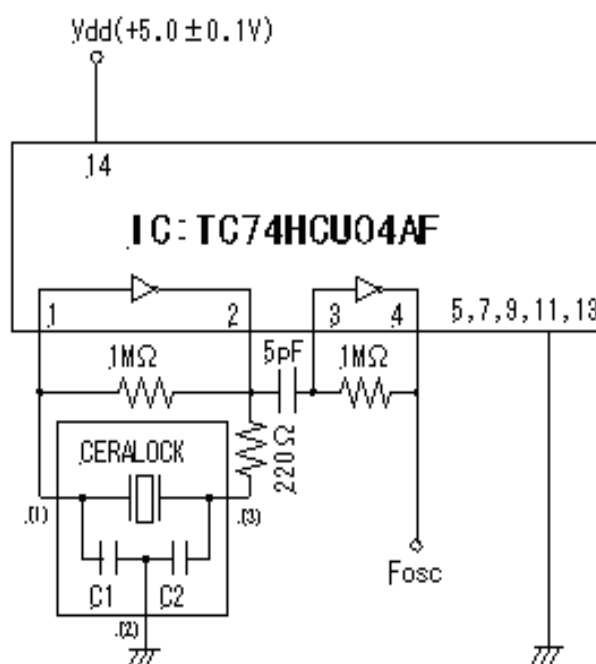 Vdd(+5.0±0.1V)
14
IC:TC74HCU04AF
1 2 3 4 5,7,9,11,13
1MΩ 5pF 1MΩ
220Ω
CERALOCK
(1) (3)
C1 C2
(2)
Fosc